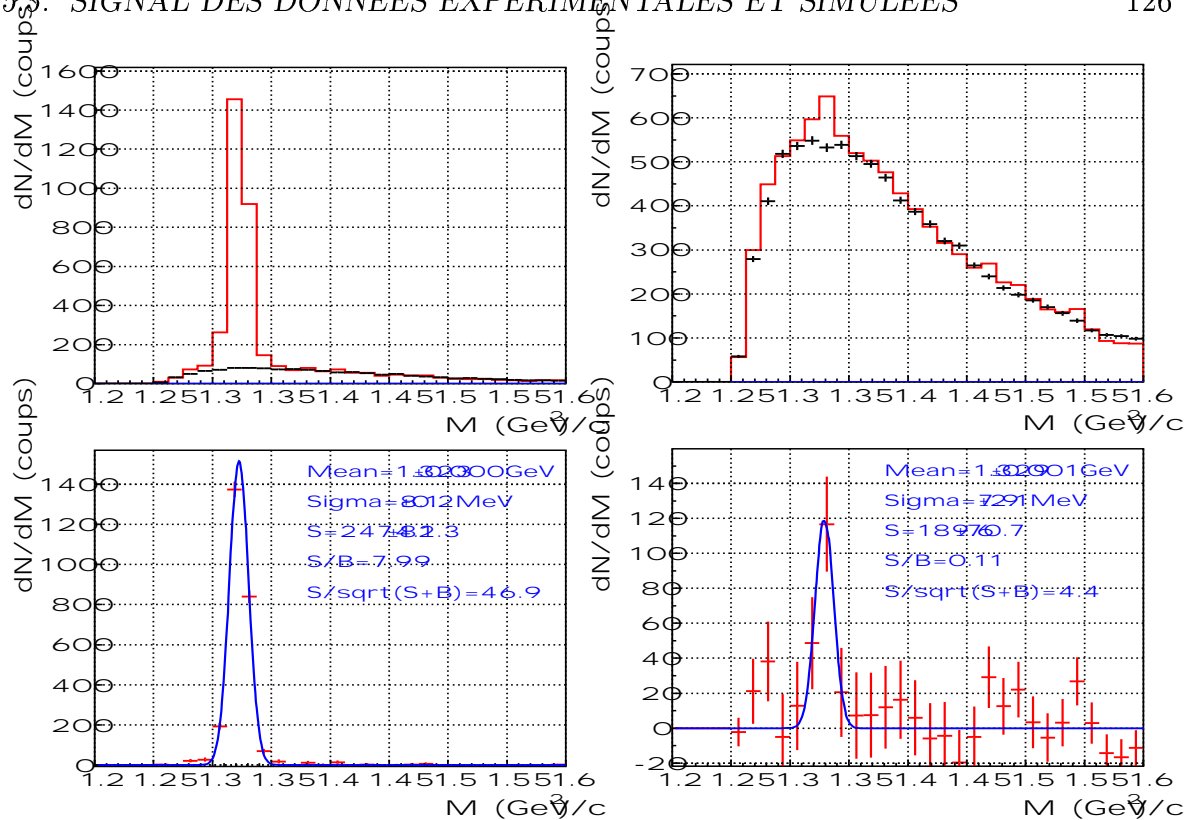 SIGNAL DES DONNÉES EXPÉRIMENTALES ET SIMULÉES 126
dN/dM (coups)
1600
1400
1200
1000
800
600
400
200
0
1.2 1.25 1.3 1.35 1.4 1.45 1.5 1.55 1.6
M (GeV/c²)
dN/dM (coups)
700
600
500
400
300
200
100
0
1.2 1.25 1.3 1.35 1.4 1.45 1.5 1.55 1.6
M (GeV/c²)
dN/dM (coups)
1400
1200
1000
800
600
400
200
0
GeV
MeV
S/B=7.99
S/sqrt(S+B)=46.9
1.2 1.25 1.3 1.35 1.4 1.45 1.5 1.55 1.6
M (GeV/c²)
dN/dM (coups)
140
120
100
80
60
40
20
0
-20
GeV
MeV
S/B=0.11
S/sqrt(S+B)=4.4
1.2 1.25 1.3 1.35 1.4 1.45 1.5 1.55 1.6
M (GeV/c²)